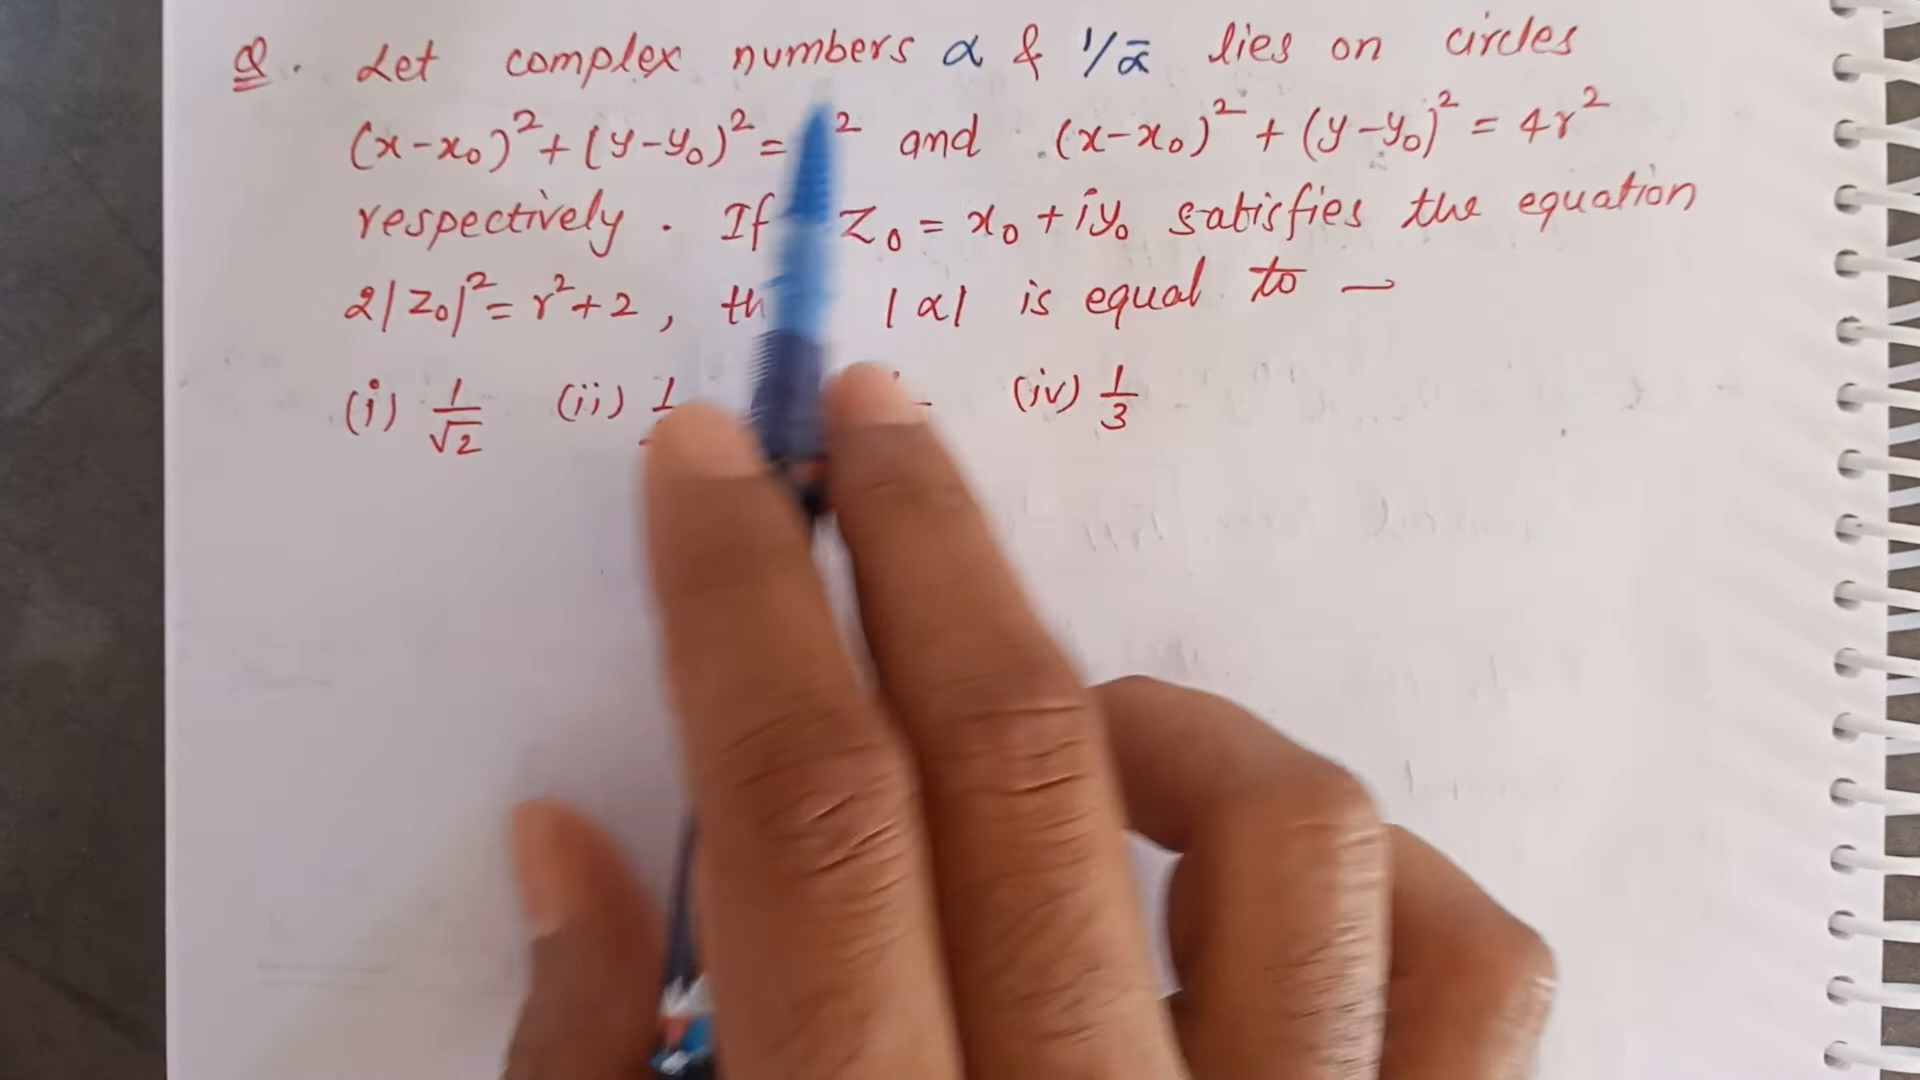 Q. Let complex numbers α & 1/ᾱ lies on circles
(x-x₀)²+(y-y₀)²= ² and (x-x₀)²+(y-y₀)²=4r²
respectively. If Z₀=x₀+iy₀ satisfies the equation
2|Z₀|²=r²+2, |α| is equal to —
(i) 1/√2 (ii) (iv) 1/3